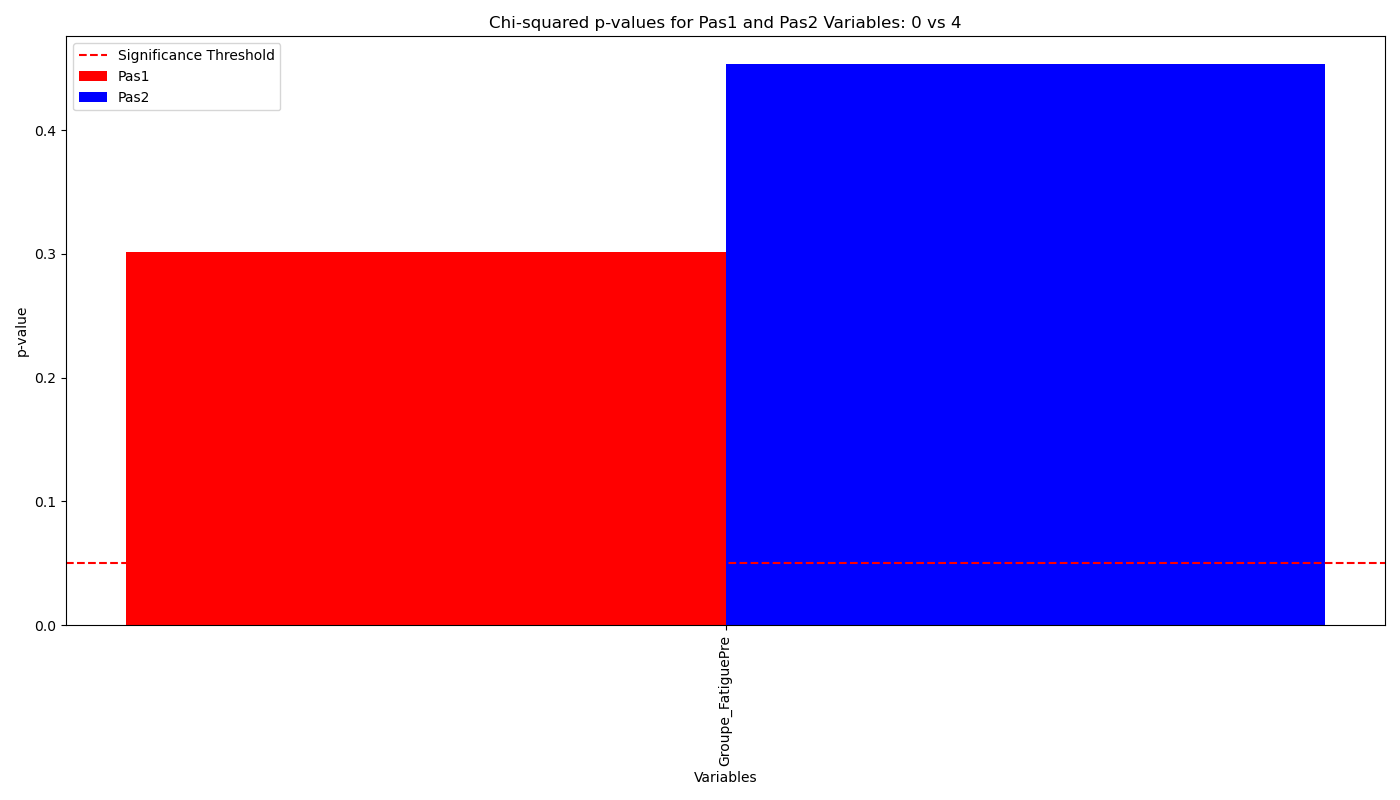 Chi-squared p-values for Pas1 and Pas2 Variables: 0 vs 4
Significance Threshold
Pas1
Pas2
0.4
0.3
0.2
0.1
0.0
p-value
Groupe_FatiguePre
Variables